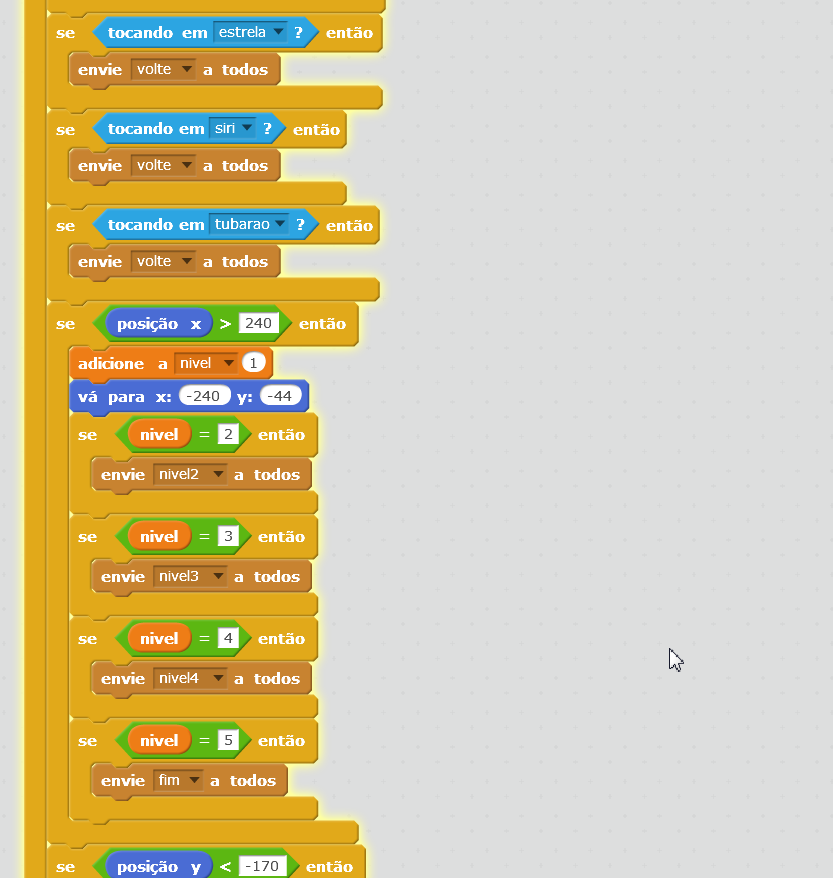 se tocando em estrela ? então
envie volte a todos
se tocando em siri ? então
envie volte a todos
se tocando em tubarao ? então
envie volte a todos
se posição x > 240 então
adicione a nivel 1
vá para x: -240 y: -44
se nivel = 2 então
envie nivel2 a todos
se nivel = 3 então
envie nivel3 a todos
se nivel = 4 então
envie nivel4 a todos
se nivel = 5 então
envie fim a todos
se posição y < -170 então